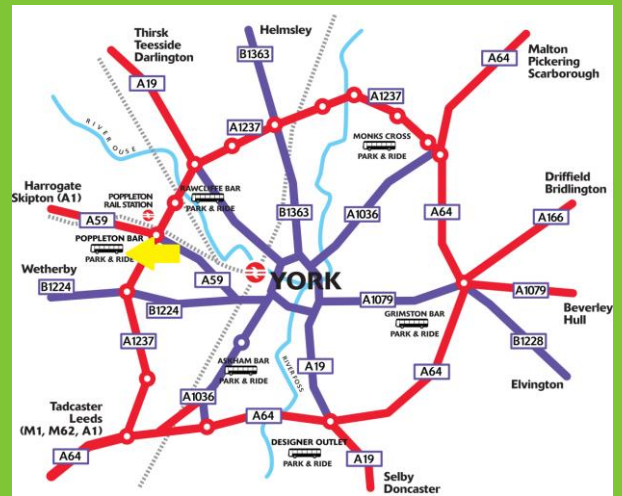 Thirsk
Teesside
Darlington
Helmsley
Malton
Pickering
Scarborough
A19
B1363
A64
A1237
A1237
RIVER OUSE
MONKS CROSS
PARK & RIDE
Harrogate
Skipton (A1)
POPPLETON
RAIL STATION
RAWCLIFFE BAR
PARK & RIDE
Driffield
Bridlington
A59
B1363
A1036
A64
A166
POPPLETON BAR
PARK & RIDE
Wetherby
B1224
A59
YORK
B1224
A1079
A1079
GRIMSTON BAR
PARK & RIDE
Beverley
Hull
A1237
B1228
ASKHAM BAR
PARK & RIDE
RIVER FOSS
A19
A64
Elvington
A1036
Tadcaster
Leeds
(M1, M62, A1)
A64
A64
DESIGNER OUTLET
PARK & RIDE
A19
Selby
Doncaster